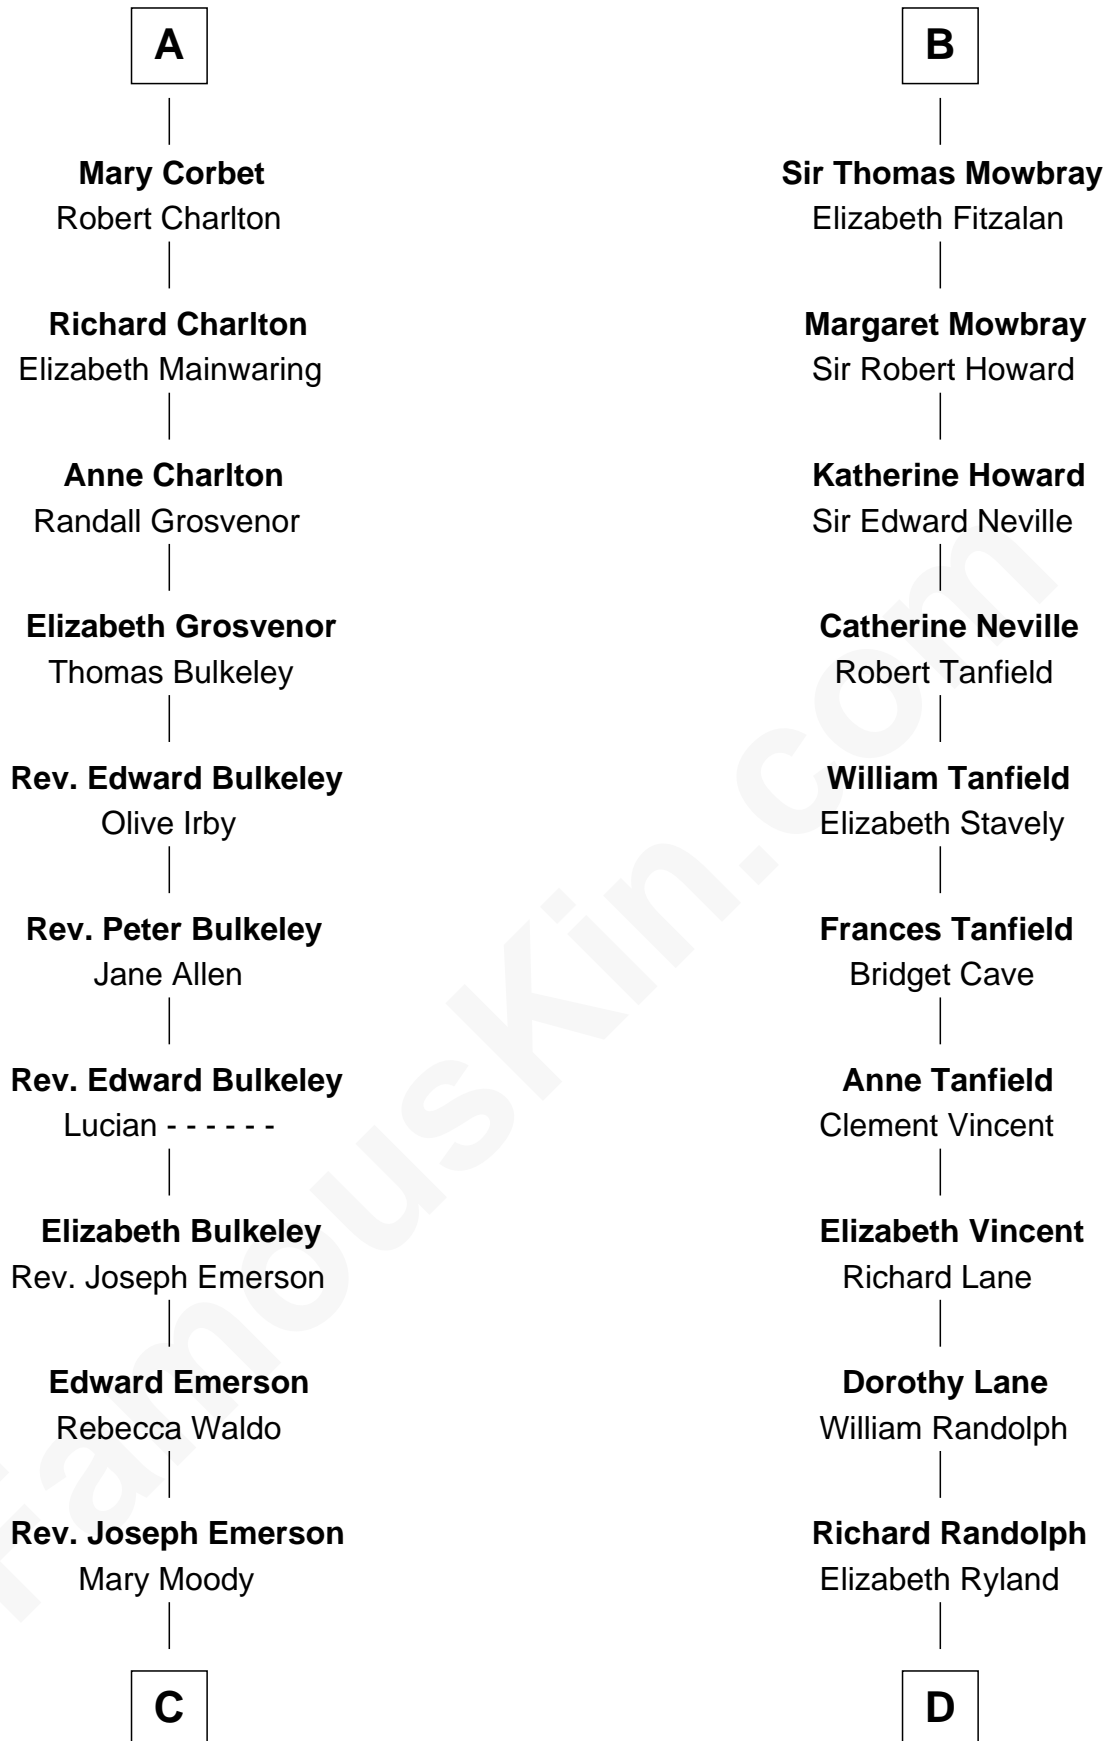 A
Mary Corbet
Robert Charlton
Richard Charlton
Elizabeth Mainwaring
Anne Charlton
Randall Grosvenor
Elizabeth Grosvenor
Thomas Bulkeley
Rev. Edward Bulkeley
Olive Irby
Rev. Peter Bulkeley
Jane Allen
Rev. Edward Bulkeley
Lucian - - - - - -
Elizabeth Bulkeley
Rev. Joseph Emerson
Edward Emerson
Rebecca Waldo
Rev. Joseph Emerson
Mary Moody
C
B
Sir Thomas Mowbray
Elizabeth Fitzalan
Margaret Mowbray
Sir Robert Howard
Katherine Howard
Sir Edward Neville
Catherine Neville
Robert Tanfield
William Tanfield
Elizabeth Stavely
Frances Tanfield
Bridget Cave
Anne Tanfield
Clement Vincent
Elizabeth Vincent
Richard Lane
Dorothy Lane
William Randolph
Richard Randolph
Elizabeth Ryland
D
FamousKin.com